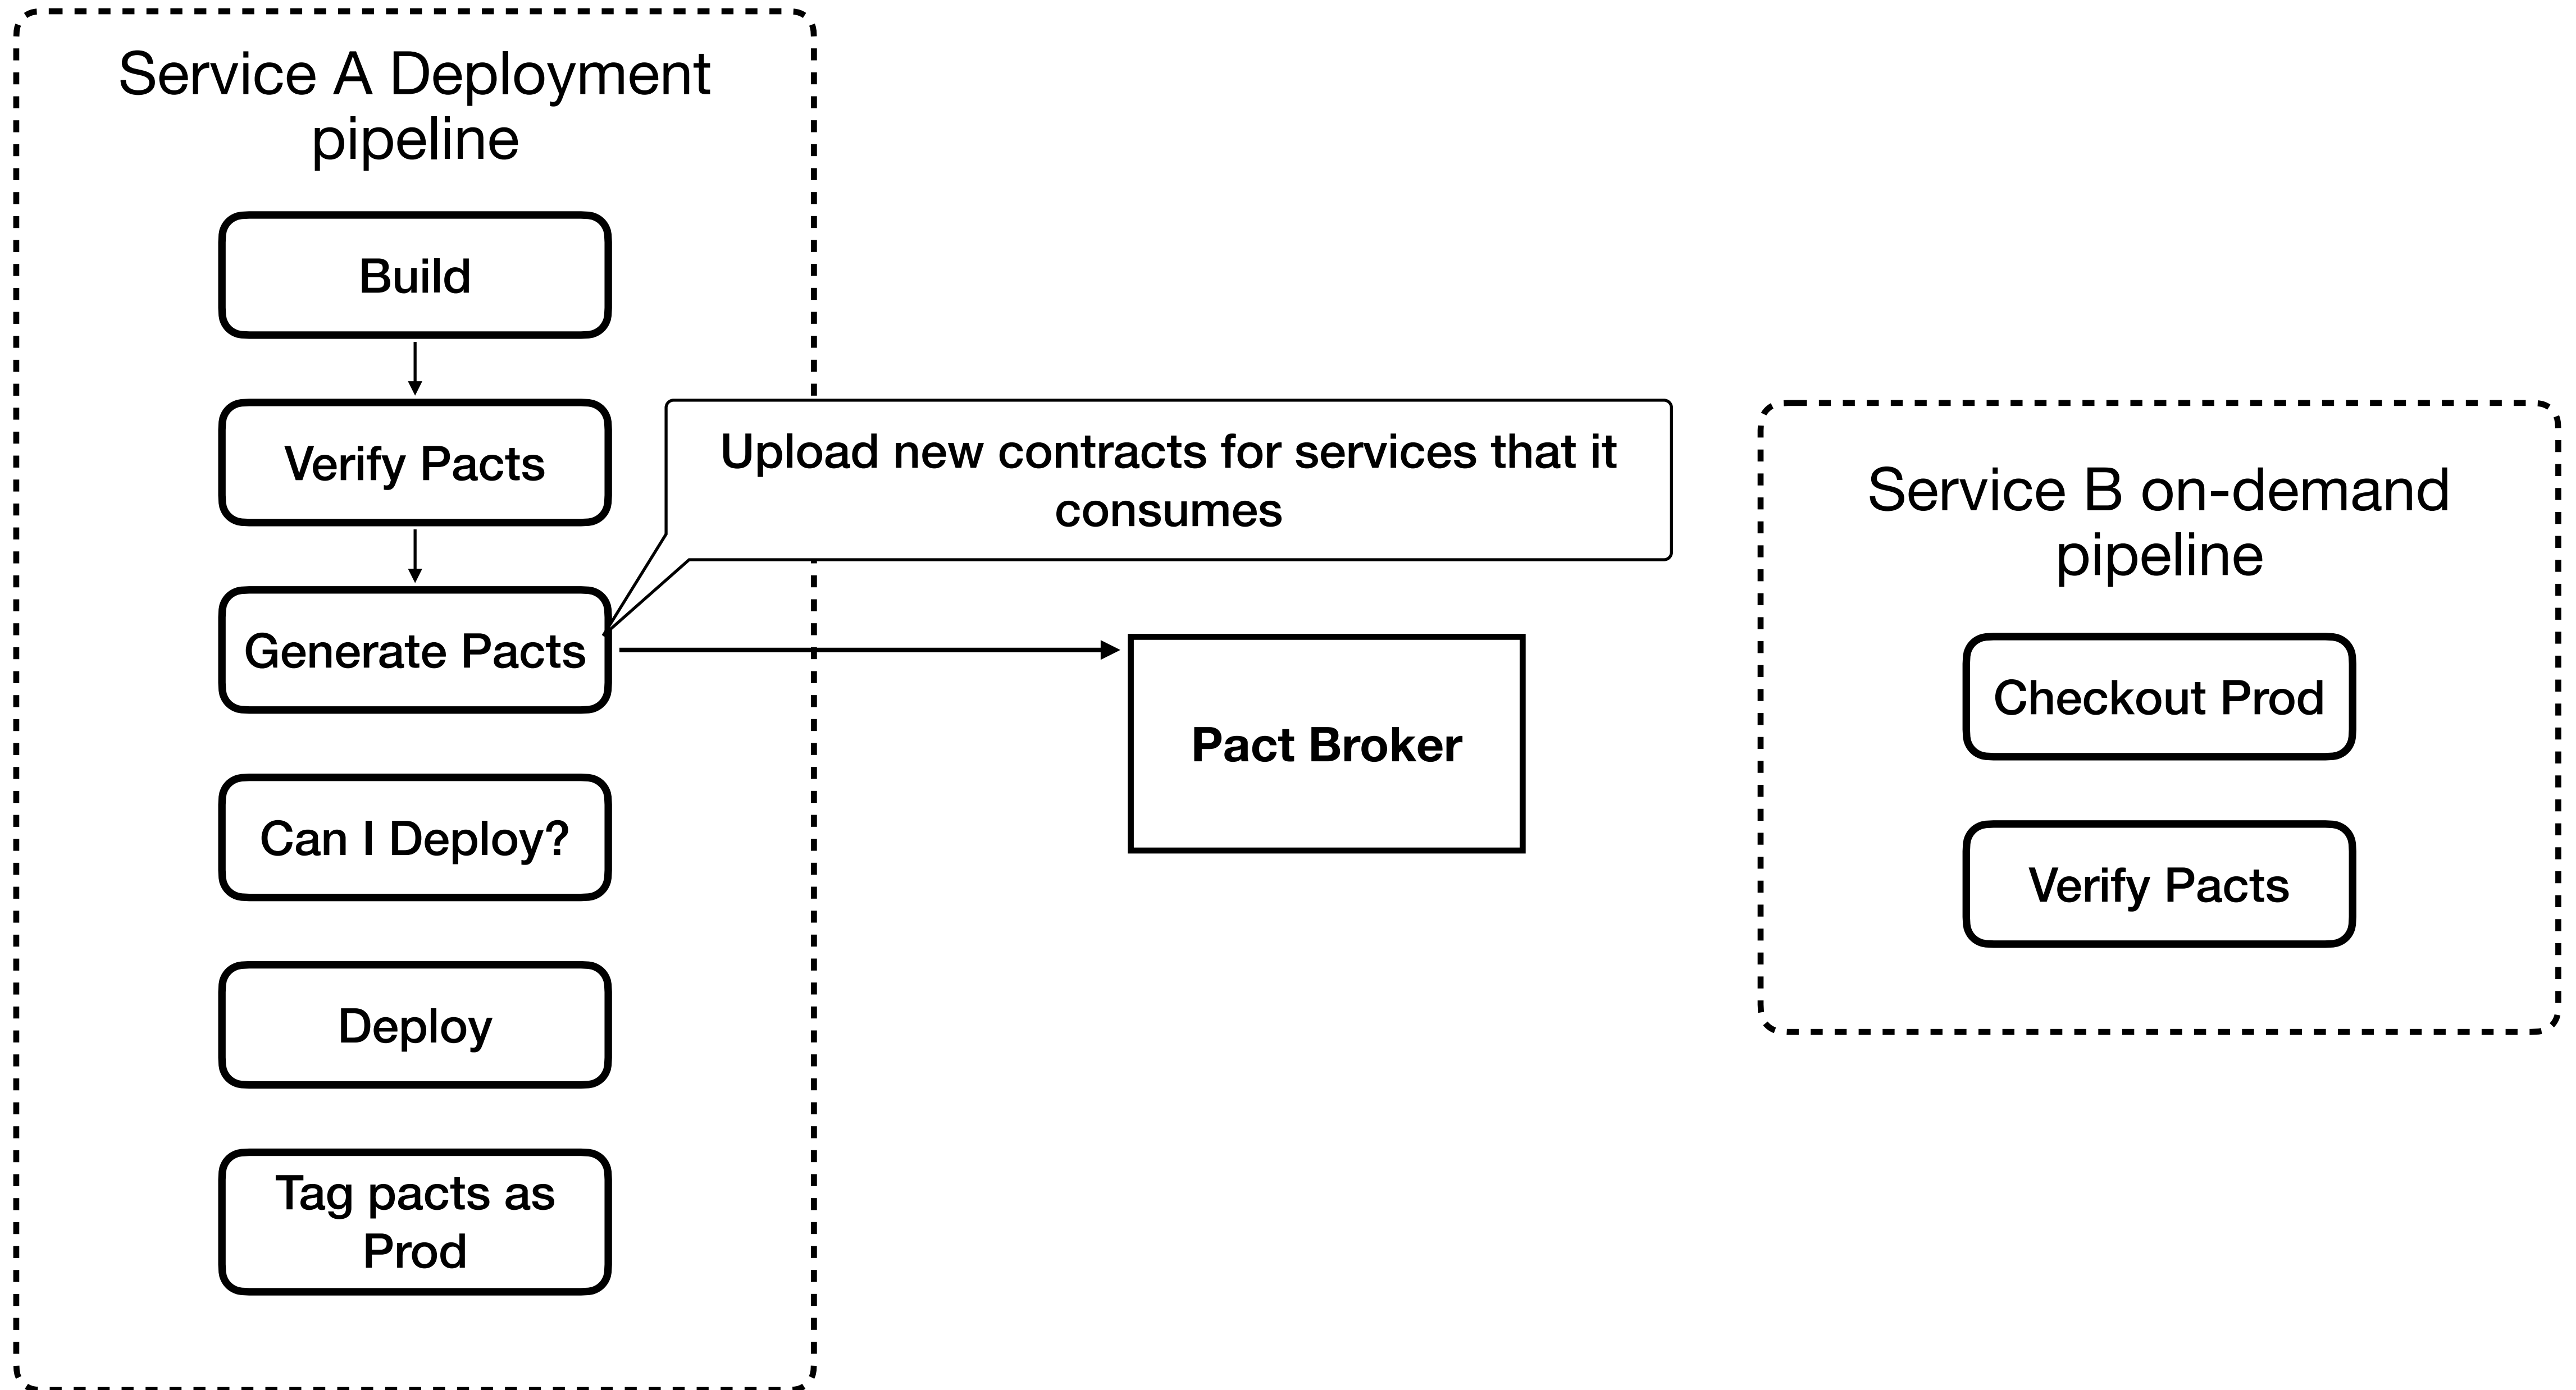 Service A Deployment
pipeline
Build
Verify Pacts
Upload new contracts for services that it
consumes
Generate Pacts
Can I Deploy?
Deploy
Tag pacts as
Prod
Pact Broker
Service B on-demand
pipeline
Checkout Prod
Verify Pacts